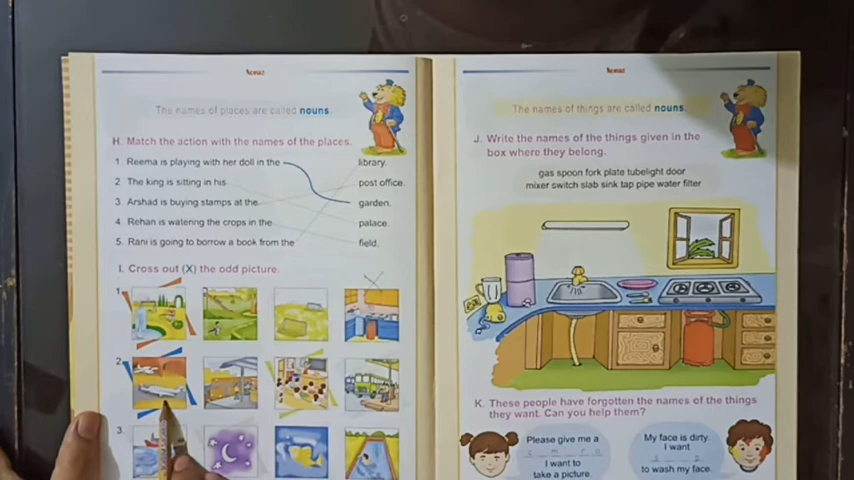 Nouns
The names of places are called nouns.
H. Match the action with the names of the places.
1 Reema is playing with her doll in the library.
2. The king is sitting in his post office.
3. Arshad is buying stamps at the garden.
4. Rehan is watering the crops in the palace.
5. Rani is going to borrow a book from the field.
I. Cross out (X) the odd picture.
1.
2.
3.
Nouns
The names of things are called nouns.
J. Write the names of the things given in the
box where they belong.
gas spoon fork plate tubelight door
mixer switch slab sink tap pipe water filter
K. These people have forgotten the names of the things
they want. Can you help them?
Please give me a
c _ m _ r a
I want to
take a picture.
My face is dirty.
I want
s _ _ p
to wash my face.